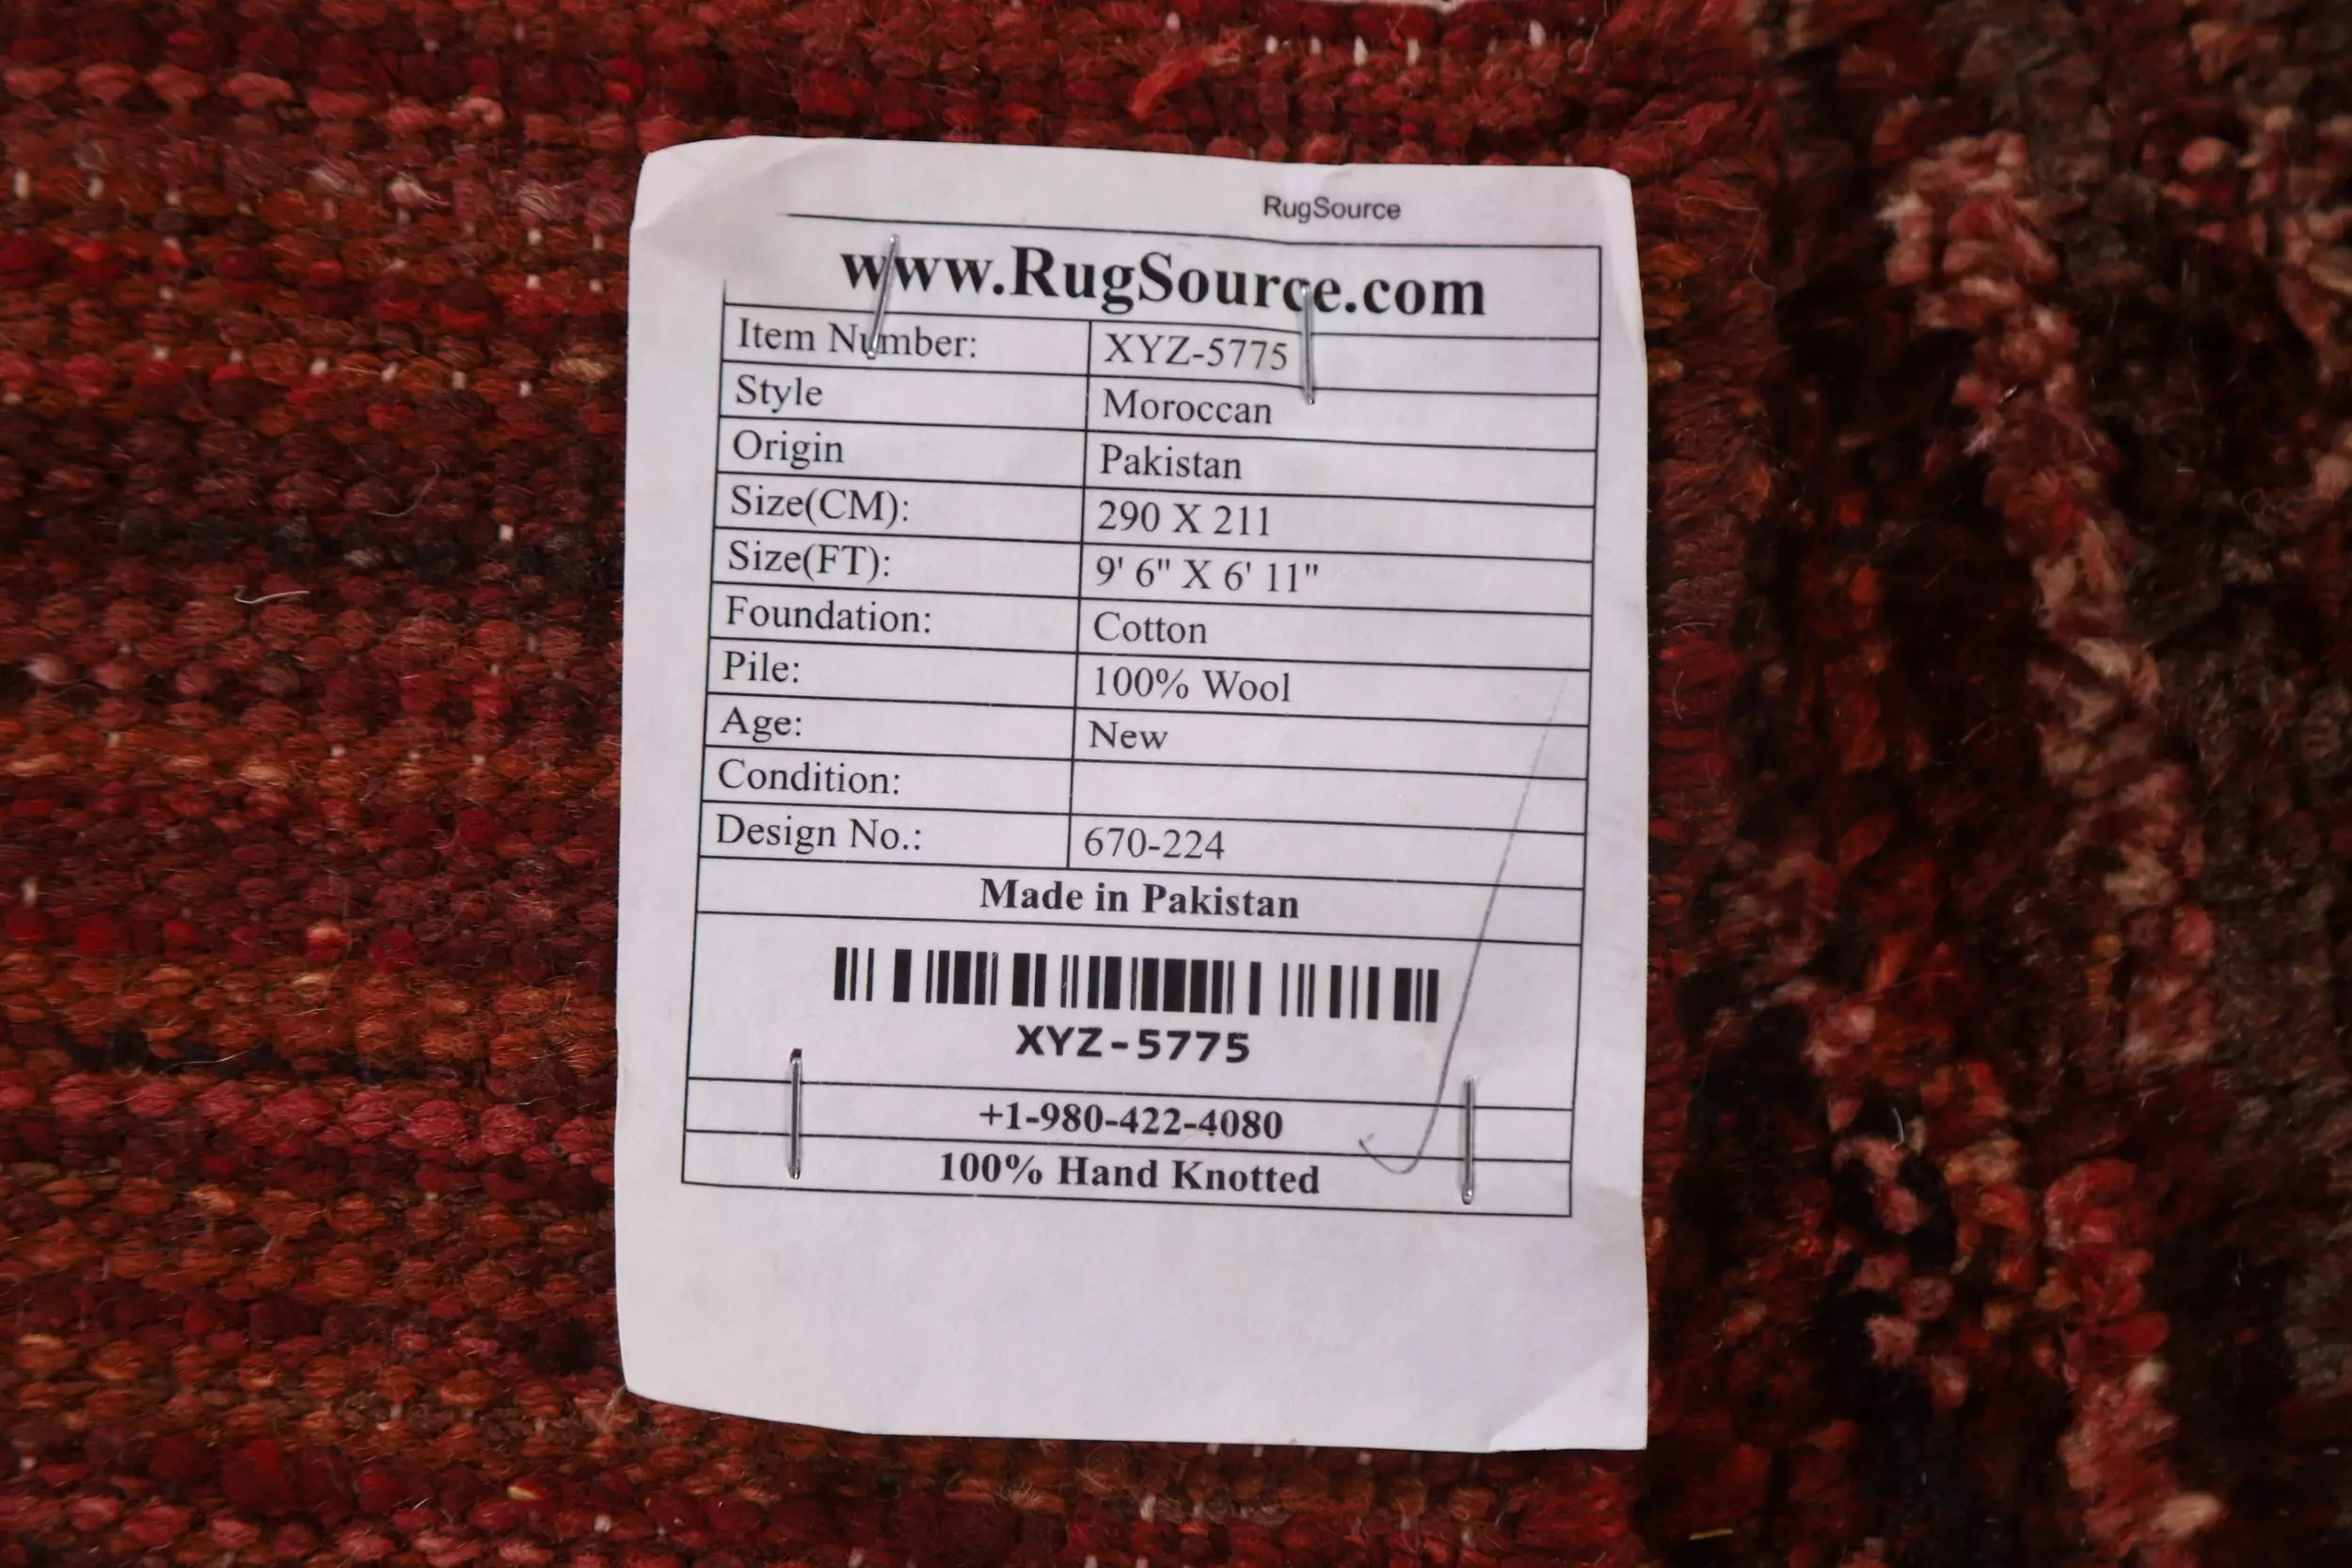 RugSource
www.RugSource.com
Item Number: XYZ-5775
Style Moroccan
Origin Pakistan
Size(CM): 290 X 211
Size(FT): 9' 6" X 6' 11"
Foundation: Cotton
Pile: 100% Wool
Age: New
Condition:
Design No.: 670-224
Made in Pakistan
XYZ-5775
+1-980-422-4080
100% Hand Knotted